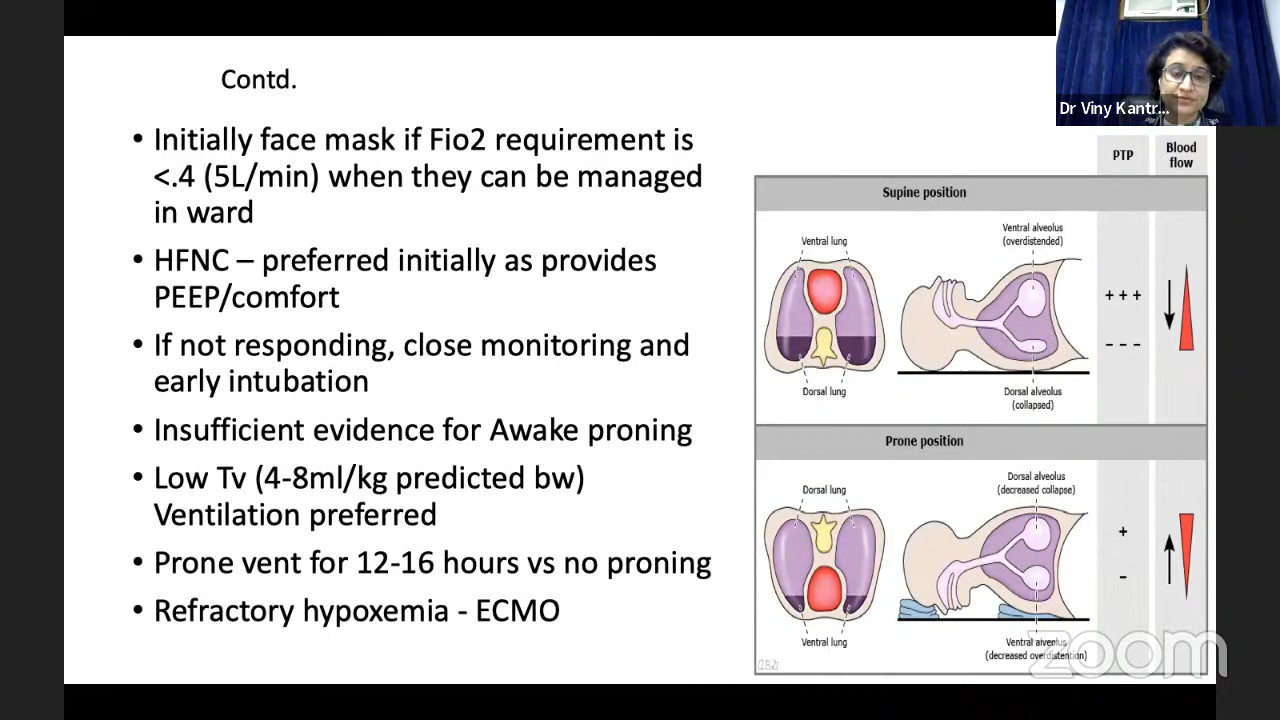 Contd.
• Initially face mask if Fio2 requirement is
<.4 (5L/min) when they can be managed
in ward
• HFNC – preferred initially as provides
PEEP/comfort
• If not responding, close monitoring and
early intubation
• Insufficient evidence for Awake proning
• Low Tv (4-8ml/kg predicted bw)
Ventilation preferred
• Prone vent for 12-16 hours vs no proning
• Refractory hypoxemia - ECMO
Dr Viny Kantr...
PTP
Blood
flow
Supine position
Ventral lung
Ventral alveolus
(overdistended)
+ + +
- - -
Dorsal lung
Dorsal alveolus
(collapsed)
Prone position
Dorsal lung
Dorsal alveolus
(decreased collapse)
+
-
Ventral lung
Ventral alveolus
(decreased overdistention)
zoom